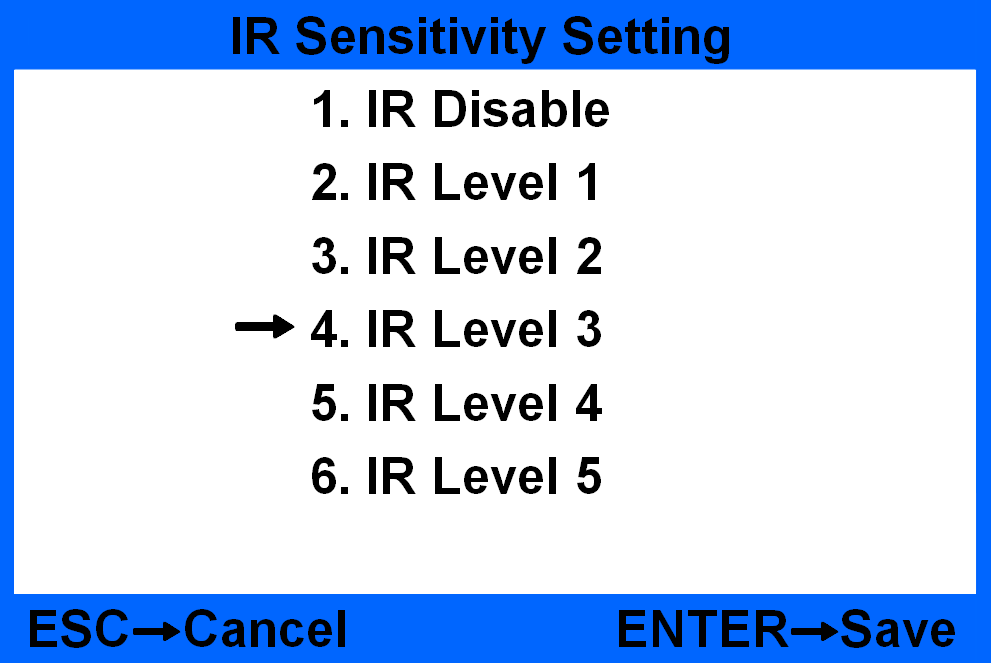 IR Sensitivity Setting
1. IR Disable
2. IR Level 1
3. IR Level 2
→ 4. IR Level 3
5. IR Level 4
6. IR Level 5
ESC→Cancel ENTER→Save